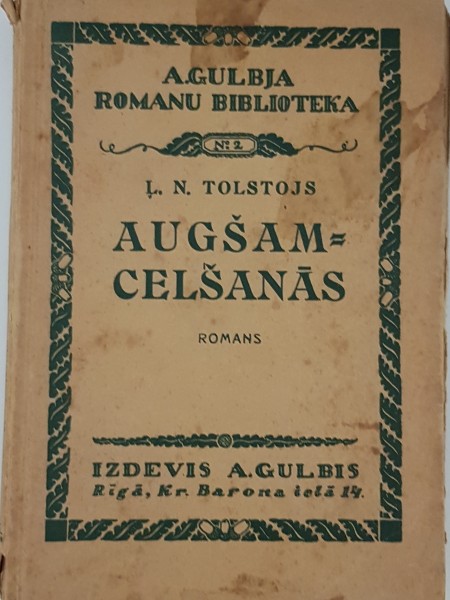 A.GULBJA
ROMANU BIBLIOTEKA
№ 2
Ļ. N. TOLSTOJS
AUGŠAM=
CELŠANĀS
ROMANS
IZDEVIS A.GULBIS
Rīgā, Kr. Barona ielā 14.